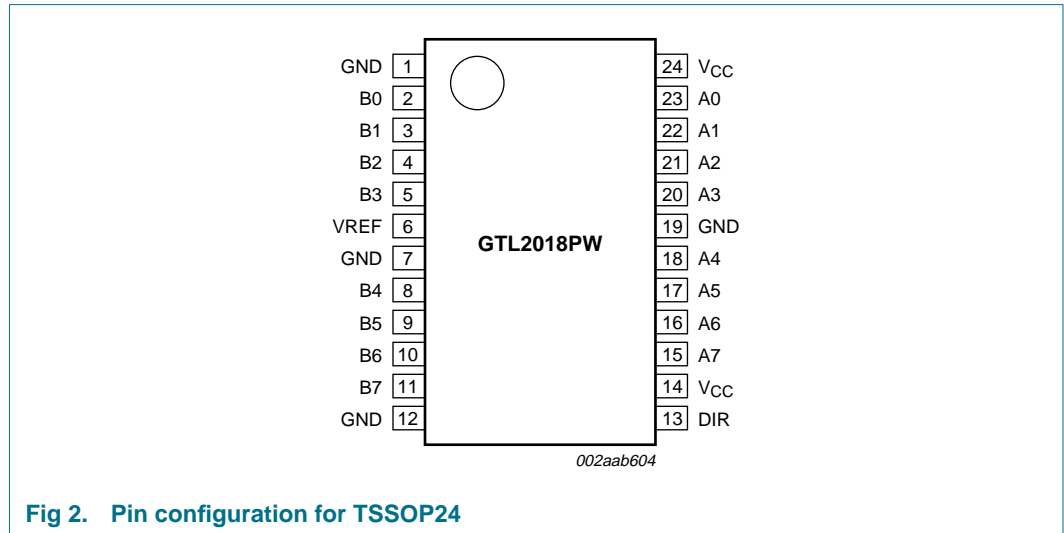 GND 1 24 VCC
B0 2 23 A0
B1 3 22 A1
B2 4 21 A2
B3 5 20 A3
VREF 6 19 GND
GTL2018PW
GND 7 18 A4
B4 8 17 A5
B5 9 16 A6
B6 10 15 A7
B7 11 14 VCC
GND 12 13 DIR
002aab604
Fig 2. Pin configuration for TSSOP24